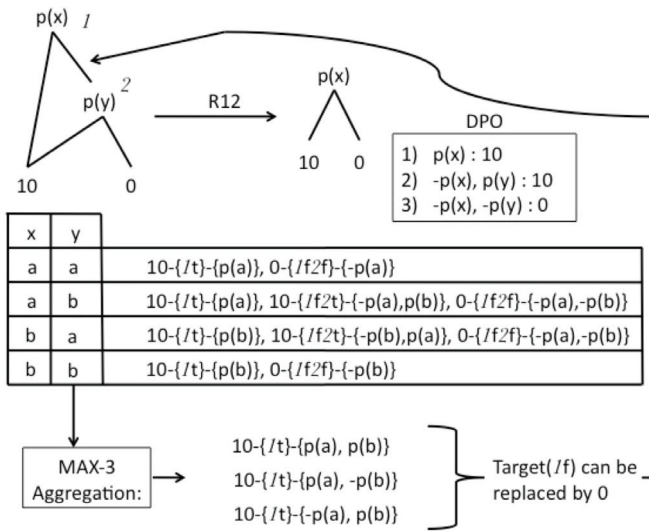 p(x) 1
2
p(y)
10 0
R12
p(x)
10 0
DPO
1) p(x) : 10
2) -p(x), p(y) : 10
3) -p(x), -p(y) : 0
x y
a a 10-{1t}-{p(a)}, 0-{1f2f}-{-p(a)}
a b 10-{1t}-{p(a)}, 10-{1f2t}-{-p(a),p(b)}, 0-{1f2f}-{-p(a),-p(b)}
b a 10-{1t}-{p(b)}, 10-{1f2t}-{-p(b),p(a)}, 0-{1f2f}-{-p(a),-p(b)}
b b 10-{1t}-{p(b)}, 0-{1f2f}-{-p(b)}
MAX-3
Aggregation:
10-{1t}-{p(a), p(b)}
10-{1t}-{p(a), -p(b)}
10-{1t}-{-p(a), p(b)}
Target(1f) can be
replaced by 0